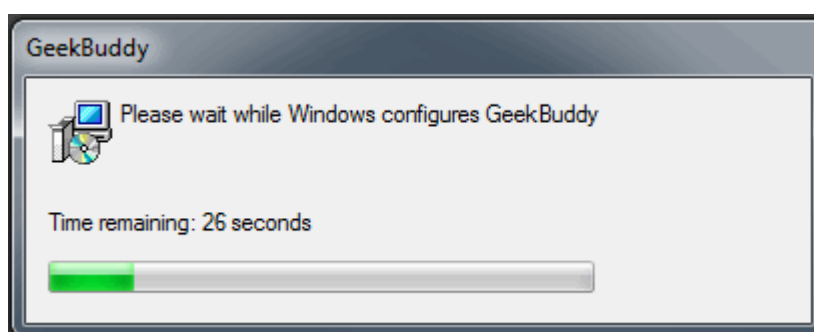 GeekBuddy
Please wait while Windows configures GeekBuddy
Time remaining: 26 seconds